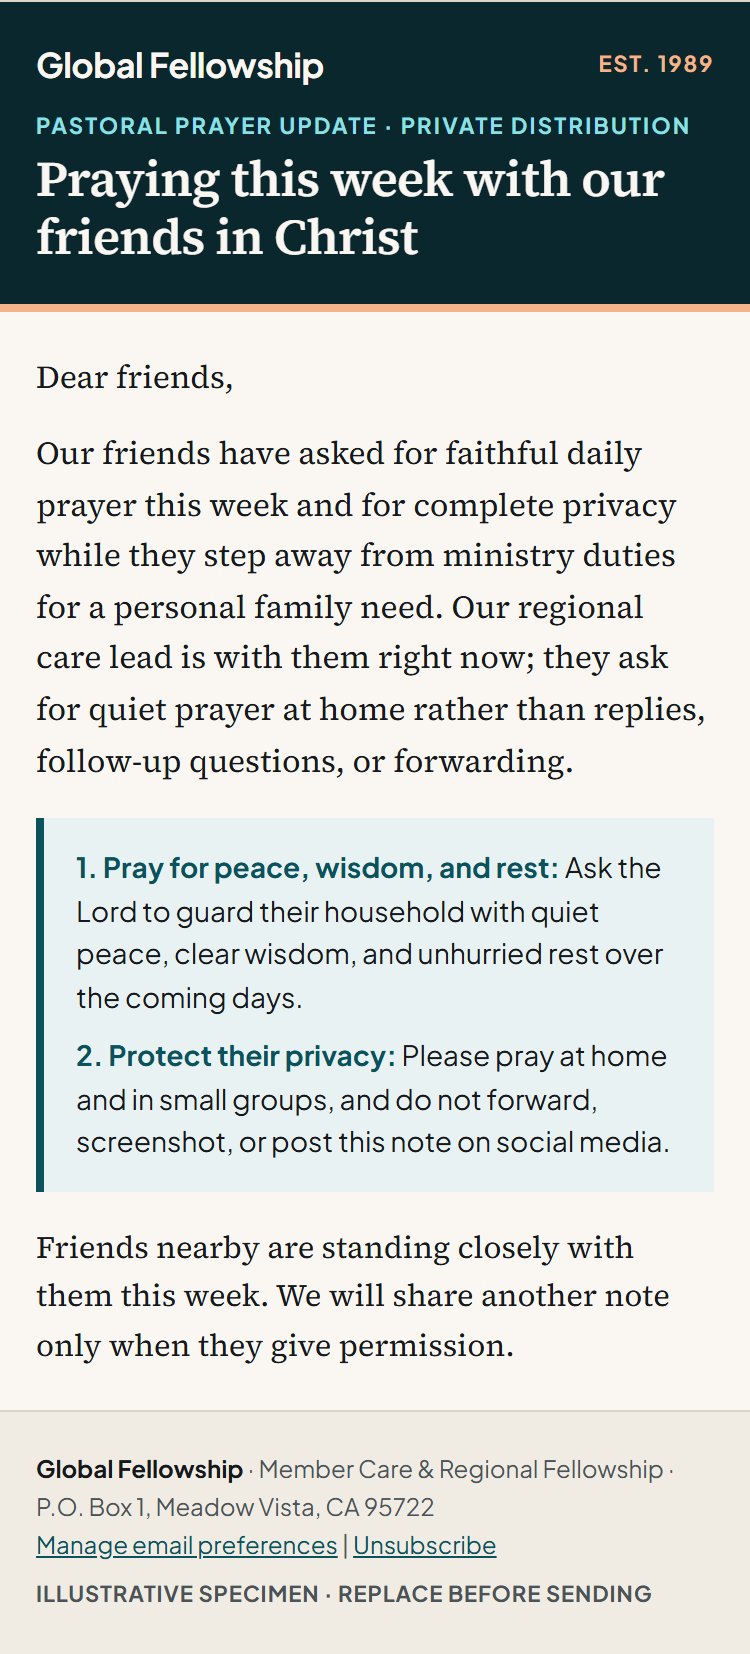 Global Fellowship
EST. 1989
PASTORAL PRAYER UPDATE · PRIVATE DISTRIBUTION
Praying this week with our
friends in Christ
Dear friends,
Our friends have asked for faithful daily
prayer this week and for complete privacy
while they step away from ministry duties
for a personal family need. Our regional
care lead is with them right now; they ask
for quiet prayer at home rather than replies,
follow-up questions, or forwarding.
1. Pray for peace, wisdom, and rest: Ask the
Lord to guard their household with quiet
peace, clear wisdom, and unhurried rest over
the coming days.
2. Protect their privacy: Please pray at home
and in small groups, and do not forward,
screenshot, or post this note on social media.
Friends nearby are standing closely with
them this week. We will share another note
only when they give permission.
Global Fellowship · Member Care & Regional Fellowship ·
P.O. Box 1, Meadow Vista, CA 95722
Manage email preferences | Unsubscribe
ILLUSTRATIVE SPECIMEN · REPLACE BEFORE SENDING